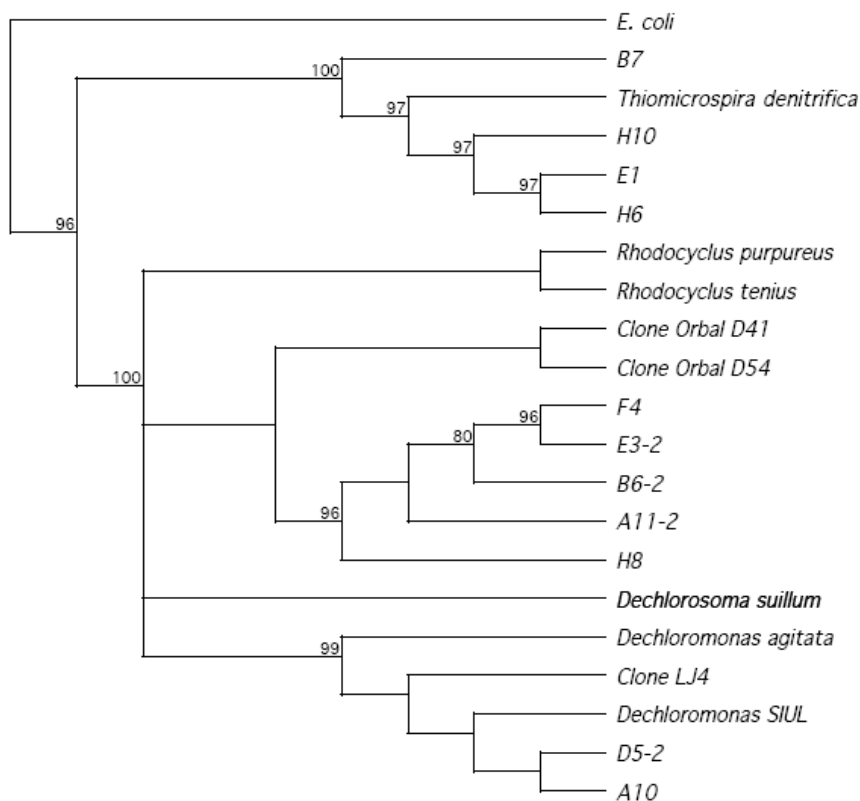 E. coli
B7
100
Thiomicrospira denitrifica
97
H10
97
E1
97
H6
96
Rhodocyclus purpureus
Rhodocyclus tenius
Clone Orbal D41
Clone Orbal D54
100
F4
96
E3-2
80
B6-2
A11-2
96
H8
Dechlorosoma suillum
Dechloromonas agitata
99
Clone LJ4
Dechloromonas SIUL
D5-2
A10